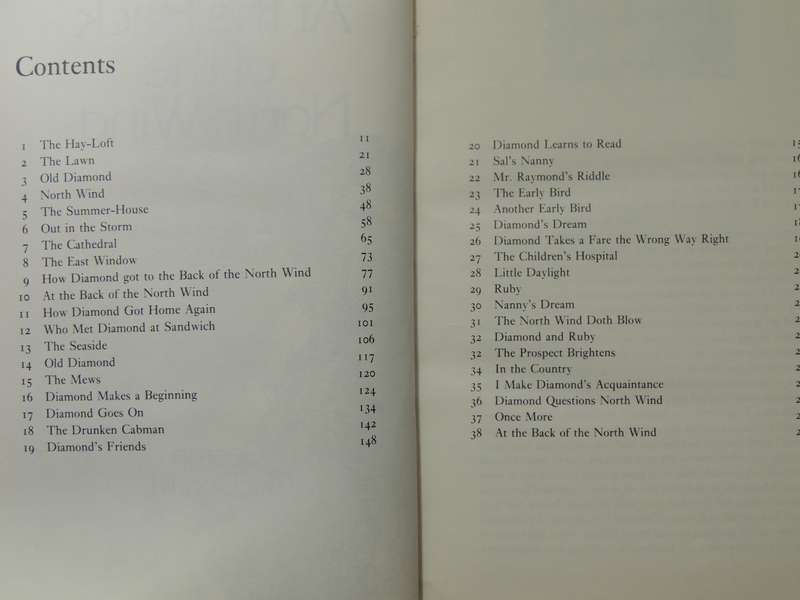 Contents
1 The Hay-Loft 11
2 The Lawn 21
3 Old Diamond 28
4 North Wind 38
5 The Summer-House 48
6 Out in the Storm 58
7 The Cathedral 65
8 The East Window 73
9 How Diamond got to the Back of the North Wind 77
10 At the Back of the North Wind 91
11 How Diamond Got Home Again 95
12 Who Met Diamond at Sandwich 101
13 The Seaside 106
14 Old Diamond 117
15 The Mews 120
16 Diamond Makes a Beginning 124
17 Diamond Goes On 134
18 The Drunken Cabman 142
19 Diamond's Friends 148
20 Diamond Learns to Read
21 Sal's Nanny
22 Mr. Raymond's Riddle
23 The Early Bird
24 Another Early Bird
25 Diamond's Dream
26 Diamond Takes a Fare the Wrong Way Right
27 The Children's Hospital
28 Little Daylight
29 Ruby
30 Nanny's Dream
31 The North Wind Doth Blow
32 Diamond and Ruby
32 The Prospect Brightens
34 In the Country
35 I Make Diamond's Acquaintance
36 Diamond Questions North Wind
37 Once More
38 At the Back of the North Wind